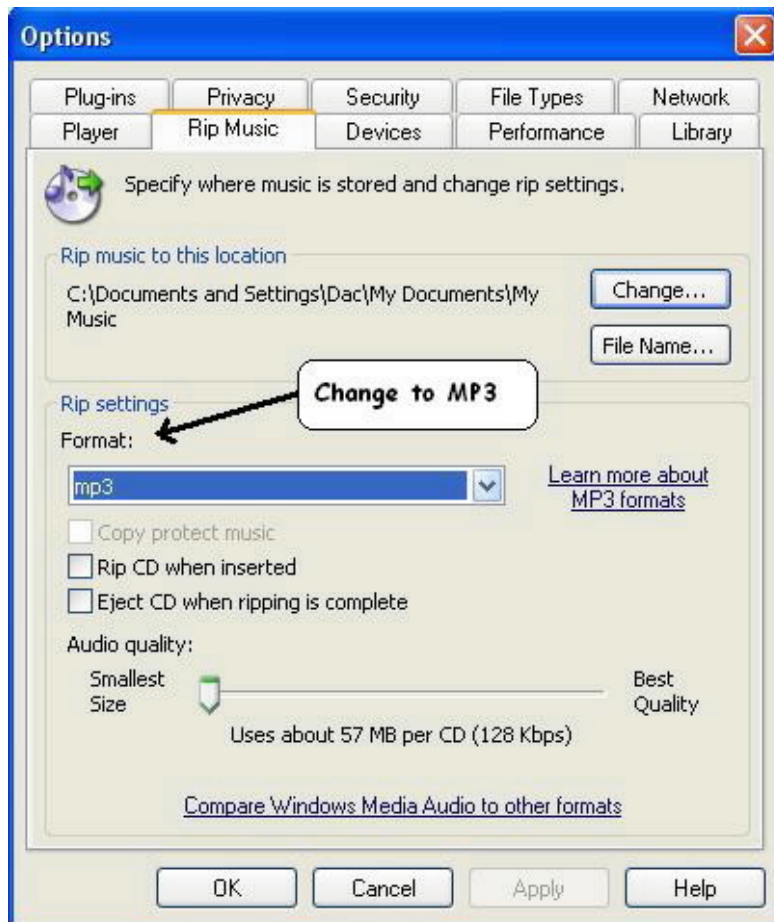 Options
Plug-ins Privacy Security File Types Network
Player Rip Music Devices Performance Library
Specify where music is stored and change rip settings.
Rip music to this location
C:\Documents and Settings\Dac\My Documents\My
Music
Change...
File Name...
Change to MP3
Rip settings
Format:
mp3
Learn more about
MP3 formats
Copy protect music
Rip CD when inserted
Eject CD when ripping is complete
Audio quality:
Smallest
Size
Best
Quality
Uses about 57 MB per CD (128 Kbps)
Compare Windows Media Audio to other formats
OK Cancel Apply Help